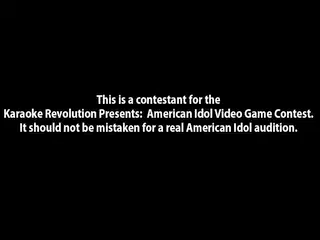 This is a contestant for the
Karaoke Revolution Presents:  American Idol Video Game Contest.
It should not be mistaken for a real American Idol audition.